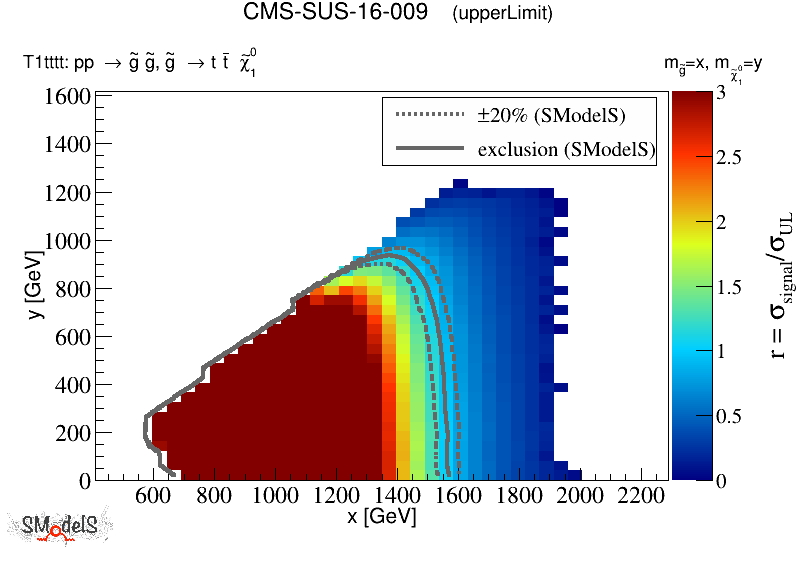 CMS-SUS-16-009 (upperLimit)
T1tttt: pp → g̃ g̃, g̃ → t t̄ χ̃₁⁰
m_g̃=x, m_χ̃₁⁰=y
±20% (SModelS)
exclusion (SModelS)
1600
1400
1200
1000
800
600
400
200
0
y [GeV]
600 800 1000 1200 1400 1600 1800 2000 2200
x [GeV]
3
2.5
2
1.5
1
0.5
0
r = σ_signal/σ_UL
SModelS